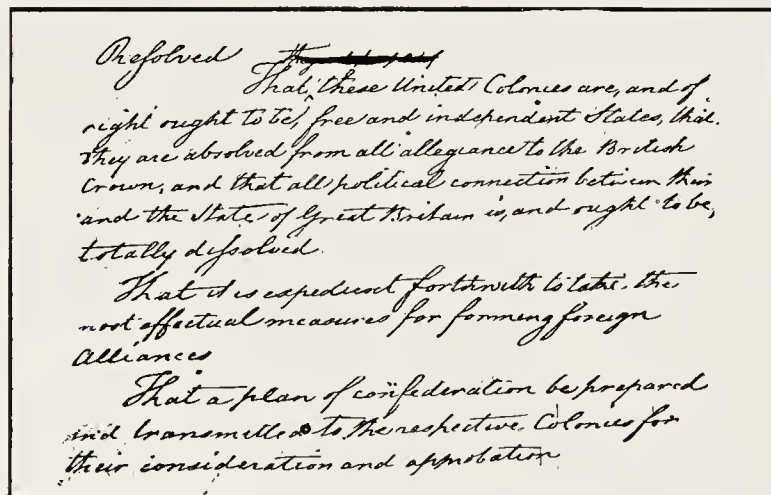 Resolved
That these United Colonies are, and of
right ought to be, free and independent States, that
they are absolved from all allegiance to the British
Crown, and that all political connection between them
and the State of Great Britain is, and ought to be,
totally dissolved.
That it is expedient forthwith to take the
most effectual measures for forming foreign
Alliances
That a plan of confederation be prepared
and transmitted to the respective Colonies for
their consideration and approbation